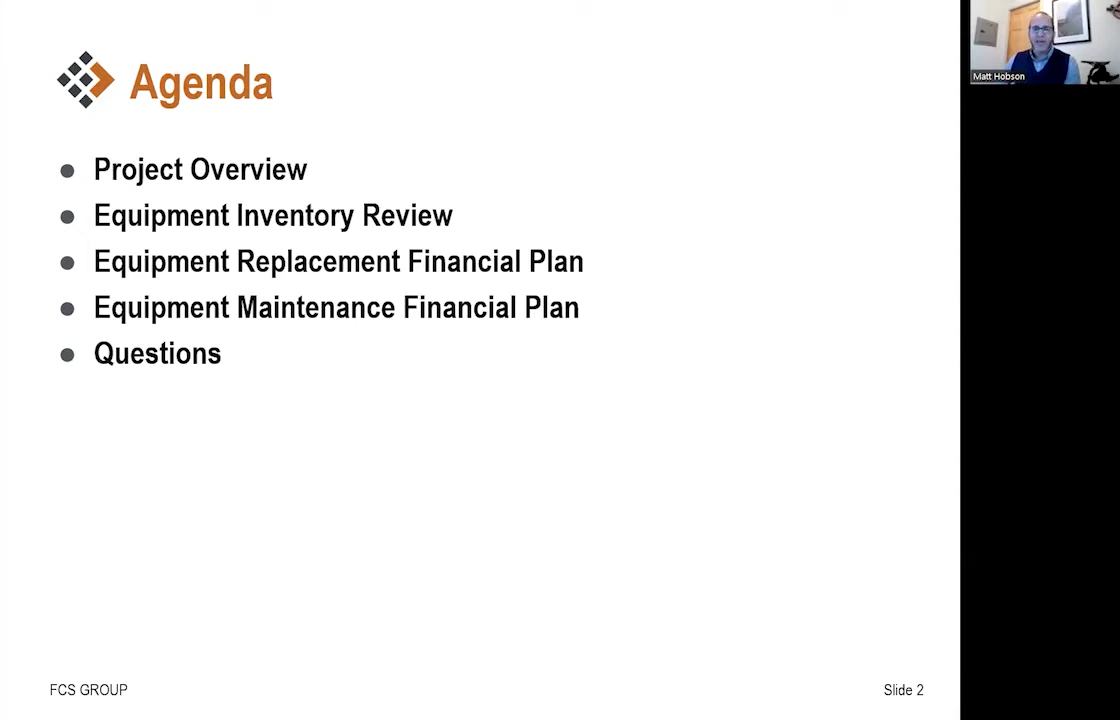 Agenda
Project Overview
Equipment Inventory Review
Equipment Replacement Financial Plan
Equipment Maintenance Financial Plan
Questions
FCS GROUP
Slide 2
Matt Hobson